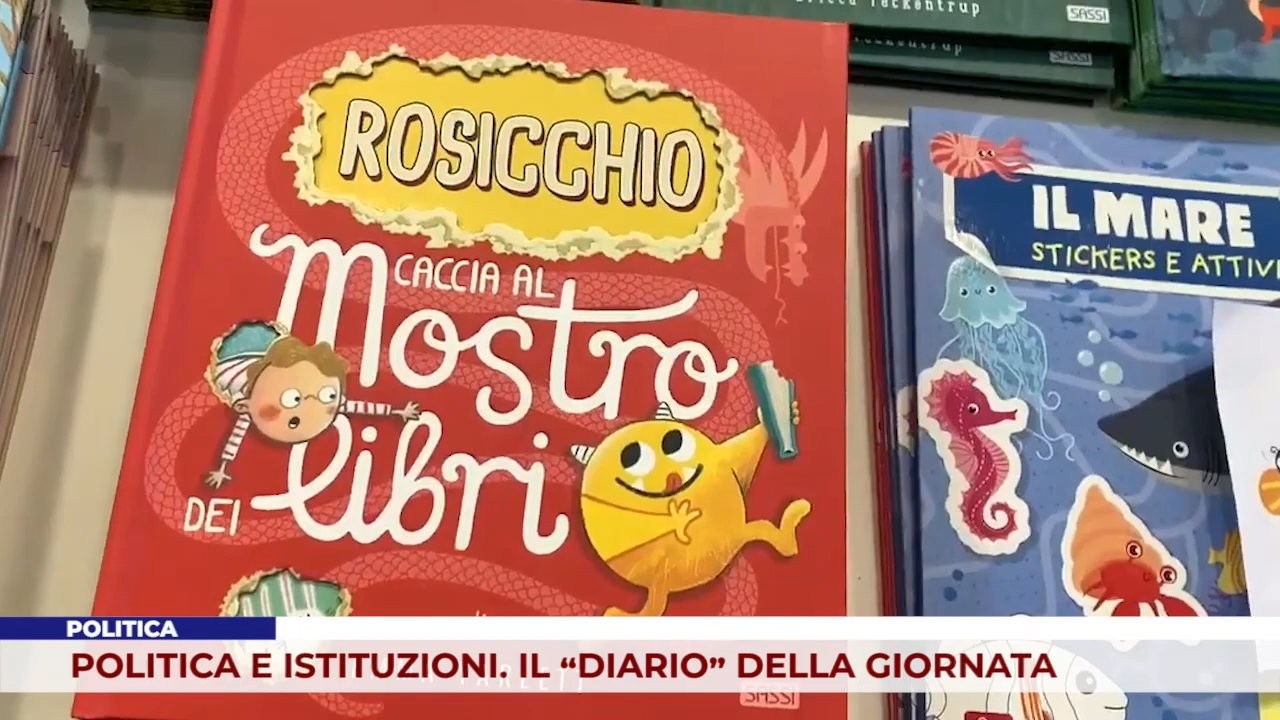 Teckentrup
SASSI
SASSI
ROSICCHIO
CACCIA AL
Mostro
DEI libri
IL MARE
STICKERS E
POLITICA
POLITICA E ISTITUZIONI. IL “DIARIO” DELLA GIORNATA
SASSI